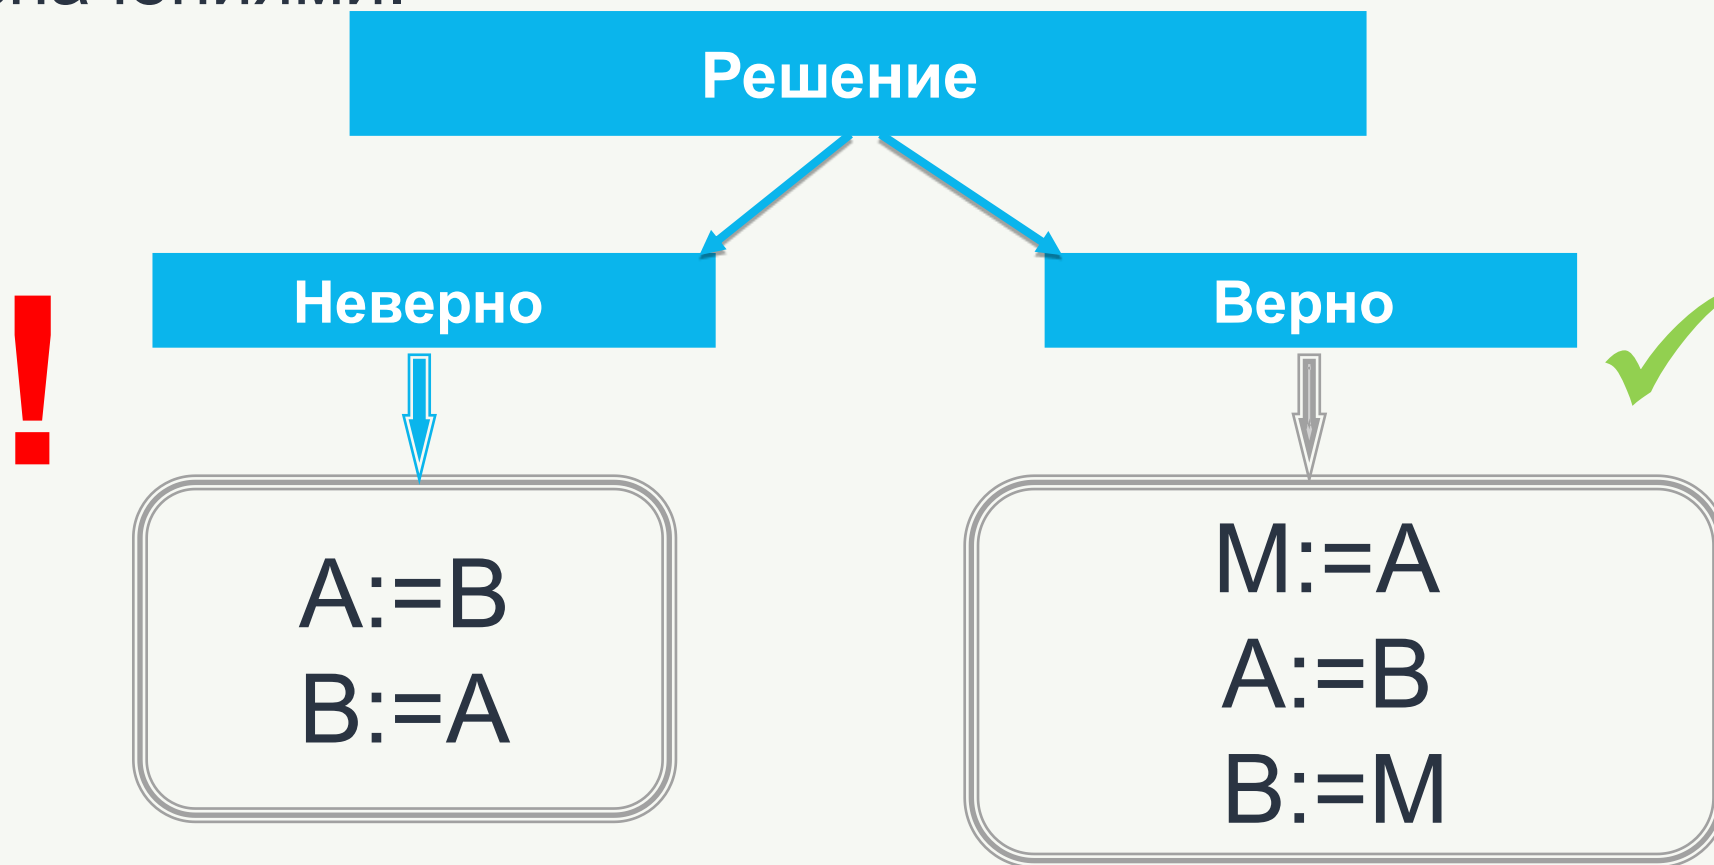 Решение
Неверно
Верно
!
A:=B
B:=A
M:=A
A:=B
B:=M